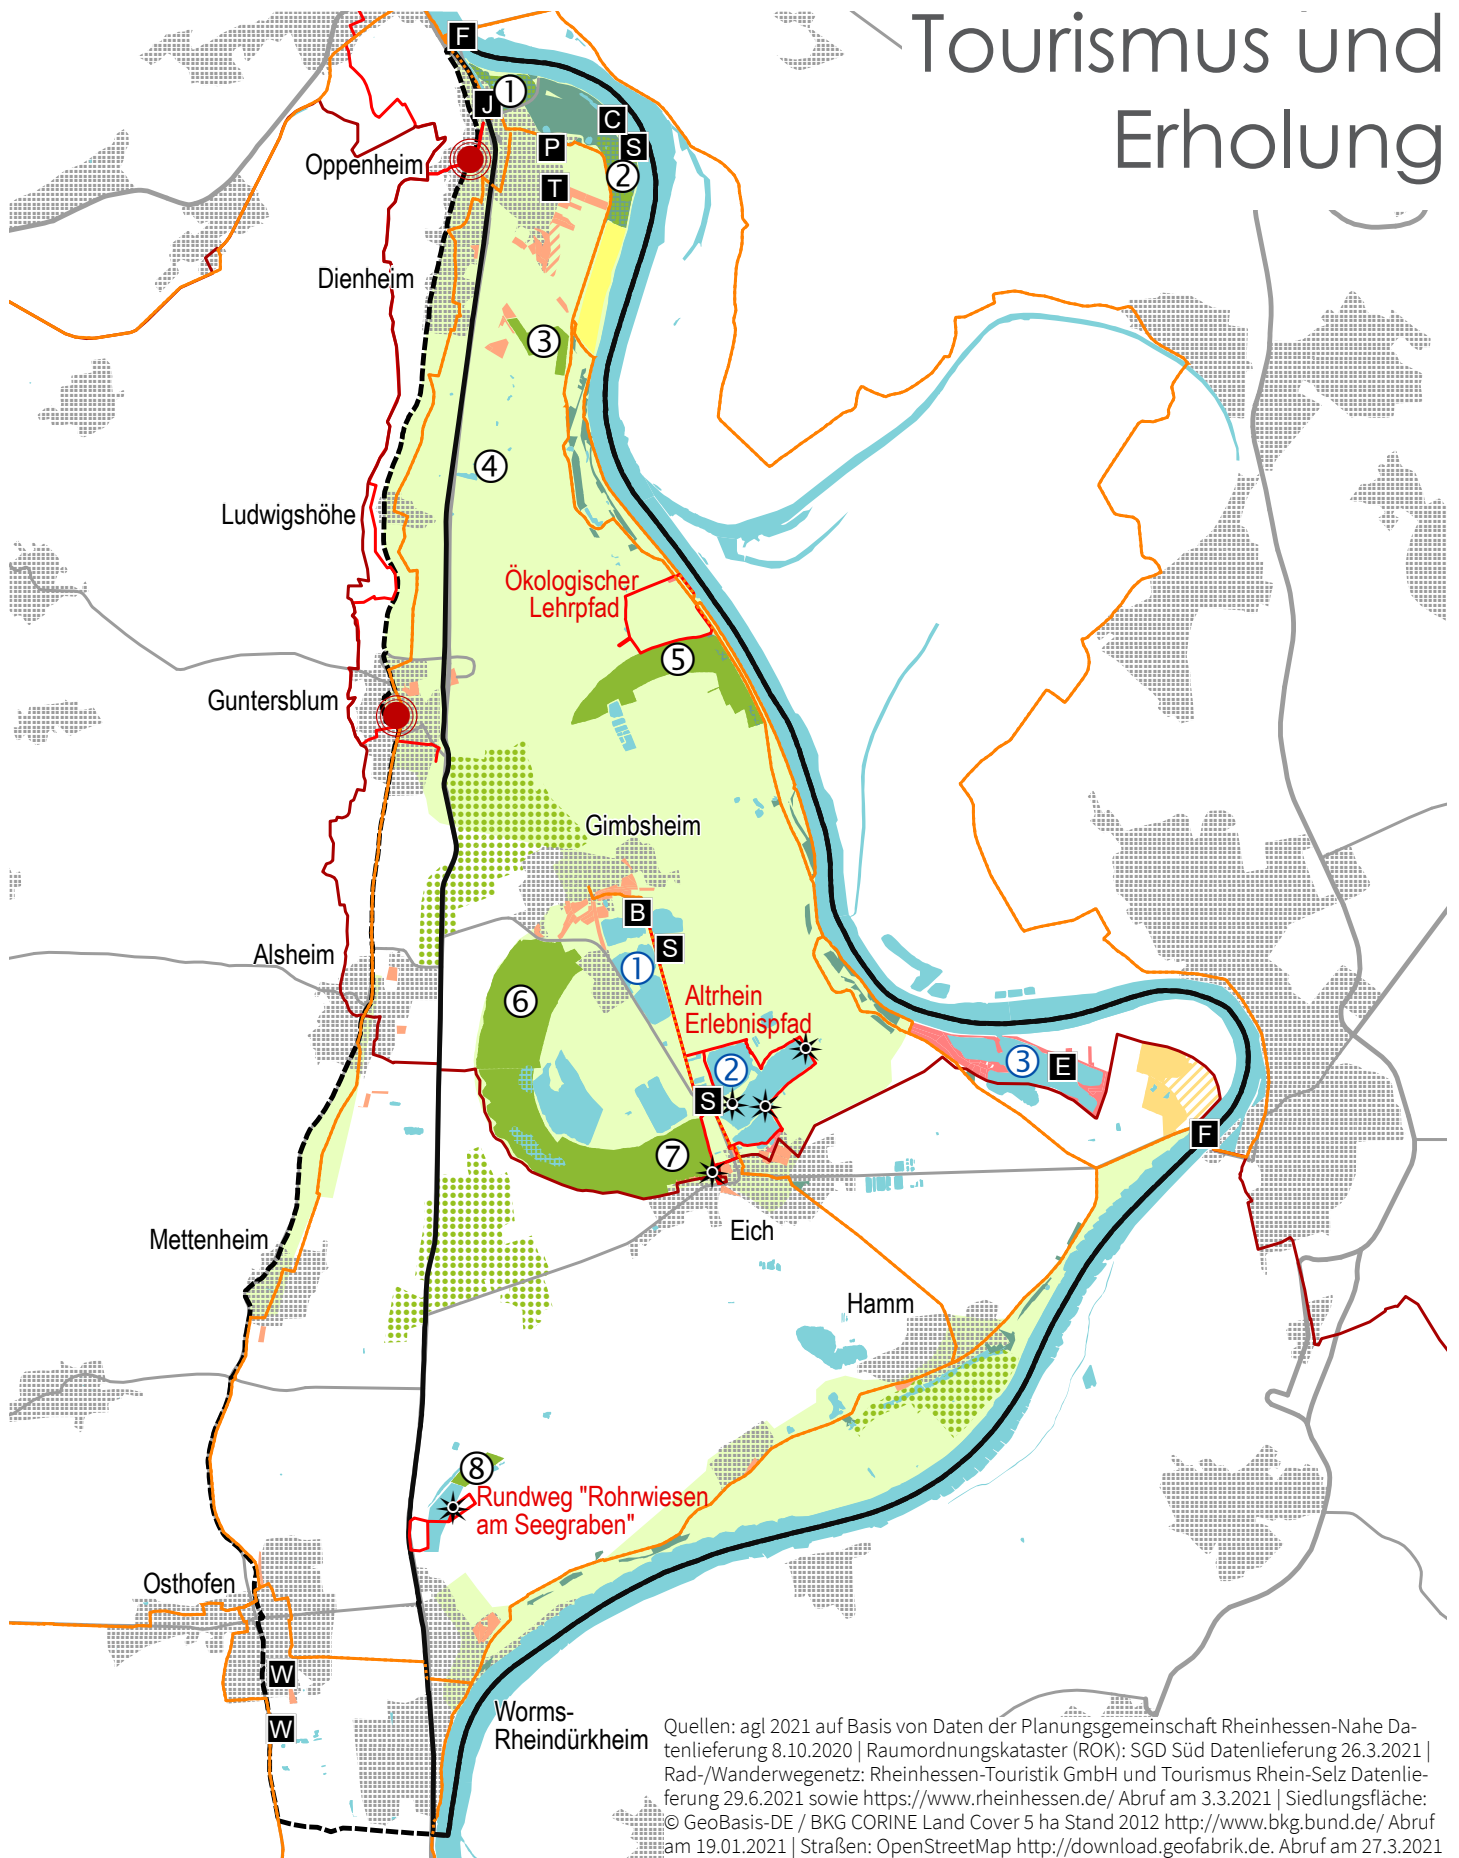 Tourismus und
Erholung
F
J
①
C
P
S
②
T
Oppenheim
Dienheim
③
④
Ludwigshöhe
Ökologischer
Lehrpfad
⑤
Guntersblum
Gimbsheim
B
S
①
Alsheim
⑥
Altrhein
Erlebnispfad
②
③
E
S
F
⑦
Eich
Mettenheim
Hamm
⑧
Rundweg "Rohrwiesen
am Seegraben"
Osthofen
W
W
Worms-
Rheindürkheim
Quellen: agl 2021 auf Basis von Daten der Planungsgemeinschaft Rheinhessen-Nahe Da-
tenlieferung 8.10.2020 | Raumordnungskataster (ROK): SGD Süd Datenlieferung 26.3.2021 |
Rad-/Wanderwegenetz: Rheinhessen-Touristik GmbH und Tourismus Rhein-Selz Datenlie-
ferung 29.6.2021 sowie https://www.rheinhessen.de/ Abruf am 3.3.2021 | Siedlungsfläche:
© GeoBasis-DE / BKG CORINE Land Cover 5 ha Stand 2012 http://www.bkg.bund.de/ Abruf
am 19.01.2021 | Straßen: OpenStreetMap http://download.geofabrik.de. Abruf am 27.3.2021